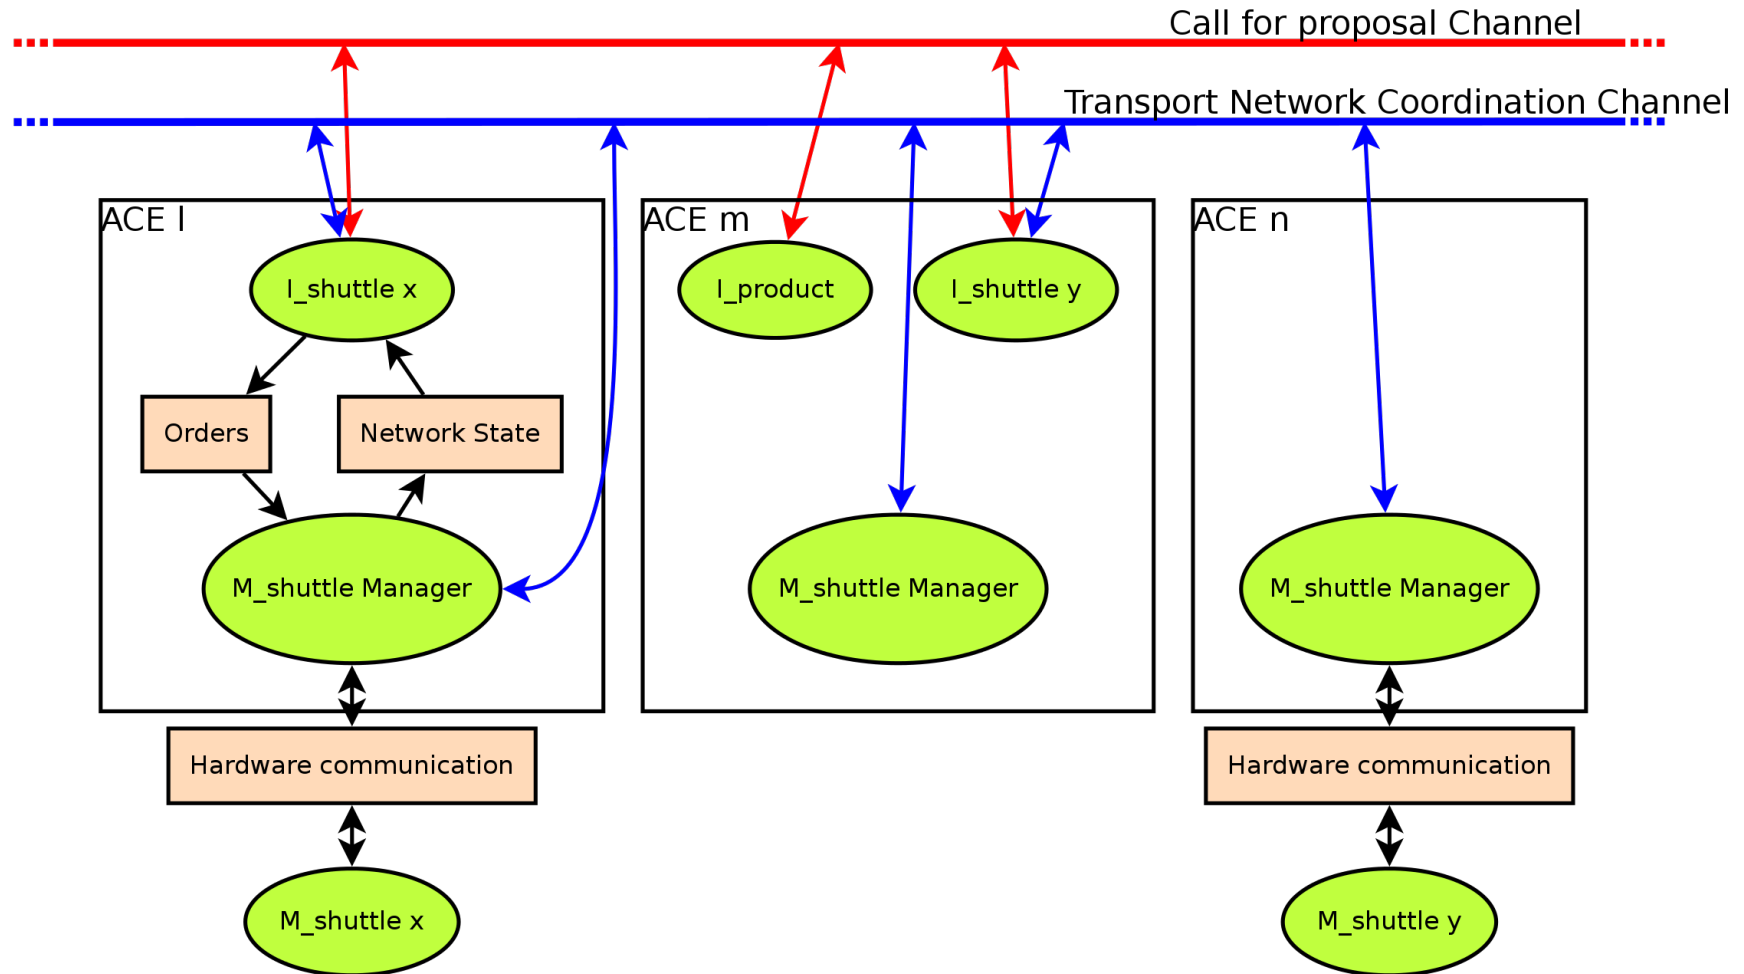 Call for proposal Channel
Transport Network Coordination Channel
ACE l
ACE m
ACE n
I_shuttle x
I_product
I_shuttle y
Orders
Network State
M_shuttle Manager
M_shuttle Manager
M_shuttle Manager
Hardware communication
Hardware communication
M_shuttle x
M_shuttle y